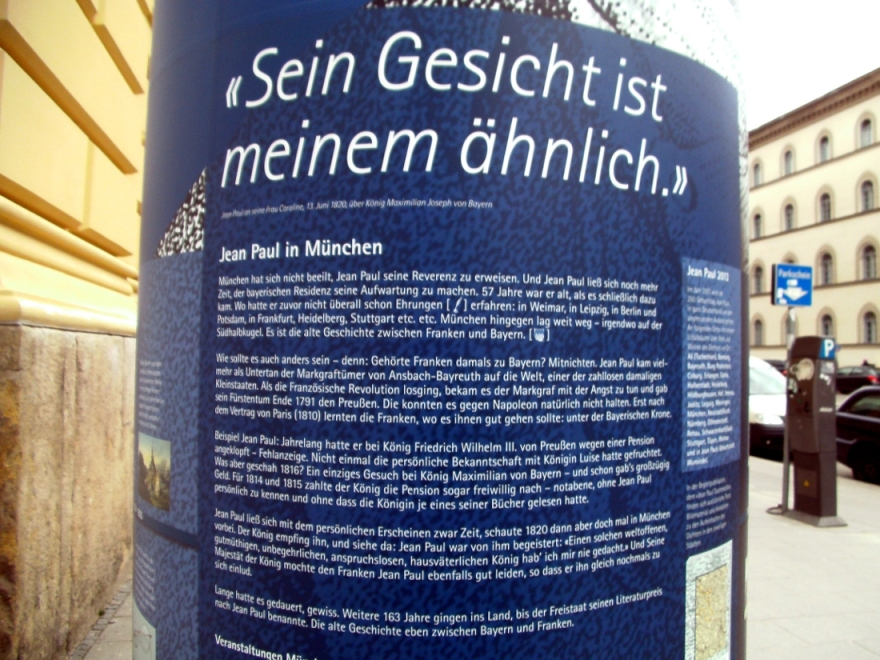 «Sein Gesicht ist
meinem ähnlich.»
Jean Paul an seine Frau Caroline, 13. Juni 1820, über König Maximilian Joseph von Bayern
Jean Paul in München
München hat sich nicht beeilt, Jean Paul seine Reverenz zu erweisen. Und Jean Paul ließ sich noch mehr
Zeit, der bayerischen Residenz seine Aufwartung zu machen. 57 Jahre war er alt, als es schließlich dazu
kam. Wo hatte er zuvor nicht überall schon Ehrungen [ ] erfahren: in Weimar, in Leipzig, in Berlin und
Potsdam, in Frankfurt, Heidelberg, Stuttgart etc. etc. München hingegen lag weit weg – irgendwo auf der
Südhalbkugel. Es ist die alte Geschichte zwischen Franken und Bayern. [ ]
Wie sollte es auch anders sein – denn: Gehörte Franken damals zu Bayern? Mitnichten. Jean Paul kam viel-
mehr als Untertan der Markgraftümer von Ansbach-Bayreuth auf die Welt, einer der zahllosen damaligen
Kleinstaaten. Als die Französische Revolution losging, bekam es der Markgraf mit der Angst zu tun und gab
sein Fürstentum Ende 1791 den Preußen. Die konnten es gegen Napoleon natürlich nicht halten. Erst nach
dem Vertrag von Paris (1810) lernten die Franken, wo es ihnen gut gehen sollte: unter der Bayerischen Krone.
Beispiel Jean Paul: Jahrelang hatte er bei König Friedrich Wilhelm III. von Preußen wegen einer Pension
angeklopft – Fehlanzeige. Nicht einmal die persönliche Bekanntschaft mit Königin Luise hatte gefruchtet.
Was aber geschah 1816? Ein einziges Gesuch bei König Maximilian von Bayern – und schon gab's großzügig
Geld. Für 1814 und 1815 zahlte der König die Pension sogar freiwillig nach – notabene, ohne Jean Paul
persönlich zu kennen und ohne dass die Königin je eines seiner Bücher gelesen hatte.
Jean Paul ließ sich mit dem persönlichen Erscheinen zwar Zeit, schaute 1820 dann aber doch mal in München
vorbei. Der König empfing ihn, und siehe da: Jean Paul war von ihm begeistert: «Einen solchen weltoffenen,
gutmüthigen, unbegehrlichen, anspruchslosen, hausväterlichen König hab' ich mir nie gedacht.» Und Seine
Majestät der König mochte den Franken Jean Paul ebenfalls gut leiden, so dass er ihn gleich nochmals zu
sich einlud.
Lange hatte es gedauert, gewiss. Weitere 163 Jahre gingen ins Land, bis der Freistaat seinen Literaturpreis
nach Jean Paul benannte. Die alte Geschichte eben zwischen Bayern und Franken.
Veranstaltungen
Jean Paul 2013
Parkschein
P